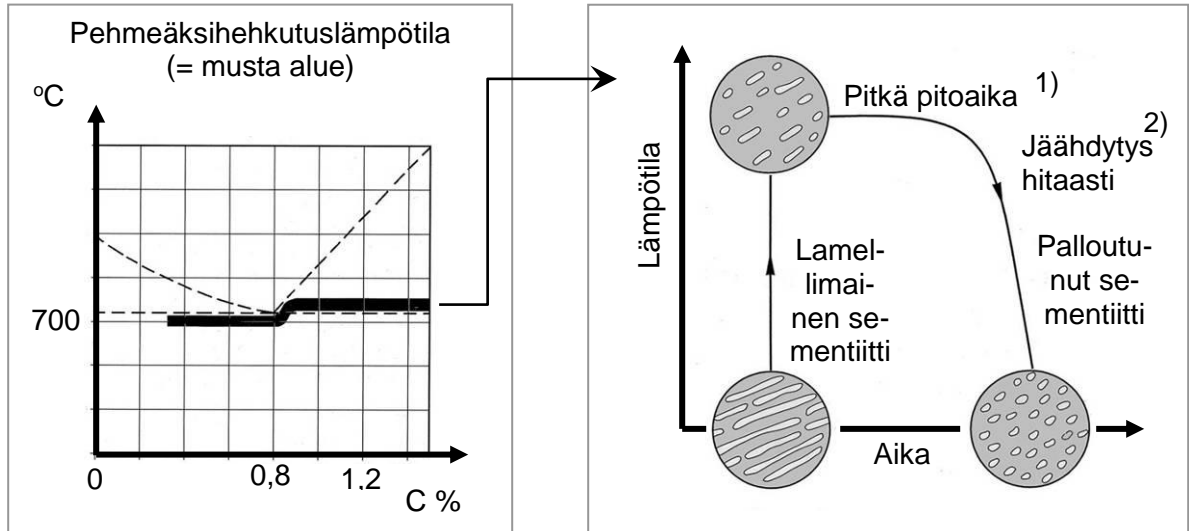 Pehmeäksihehkutuslämpötila
(= musta alue)
ºC
700
0
0,8
1,2
C %
Lämpötila
Pitkä pitoaika 1)
Jäähdytys 2)
hitaasti
Lamel-
limai-
nen se-
mentiitti
Palloutu-
nut se-
mentiitti
Aika